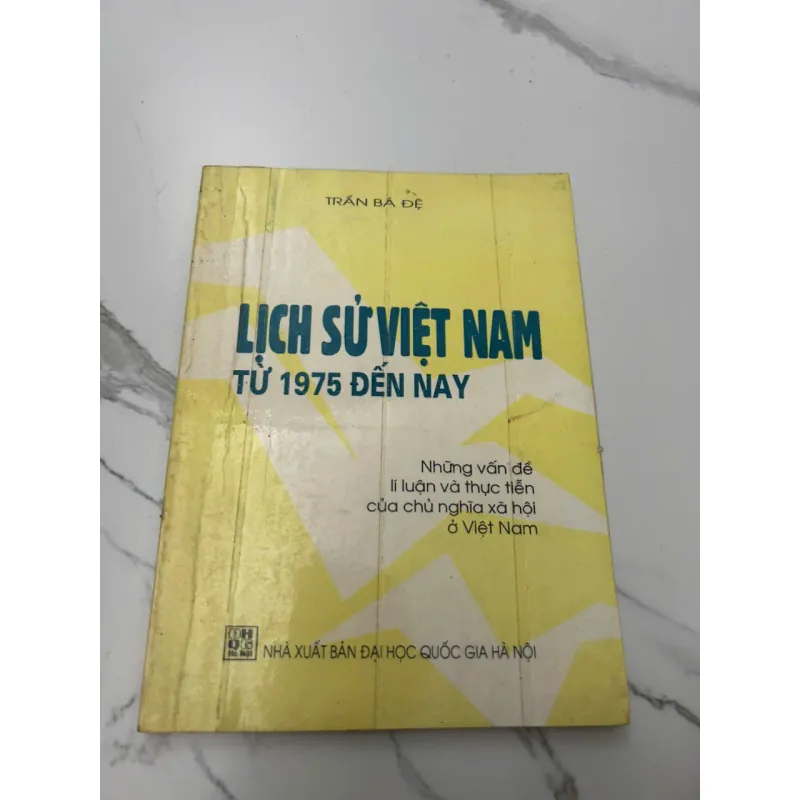 TRẦN BÁ ĐỆ
LỊCH SỬ VIỆT NAM
TỪ 1975 ĐẾN NAY
Những vấn đề
lí luận và thực tiễn
của chủ nghĩa xã hội
ở Việt Nam
NHÀ XUẤT BẢN ĐẠI HỌC QUỐC GIA HÀ NỘI